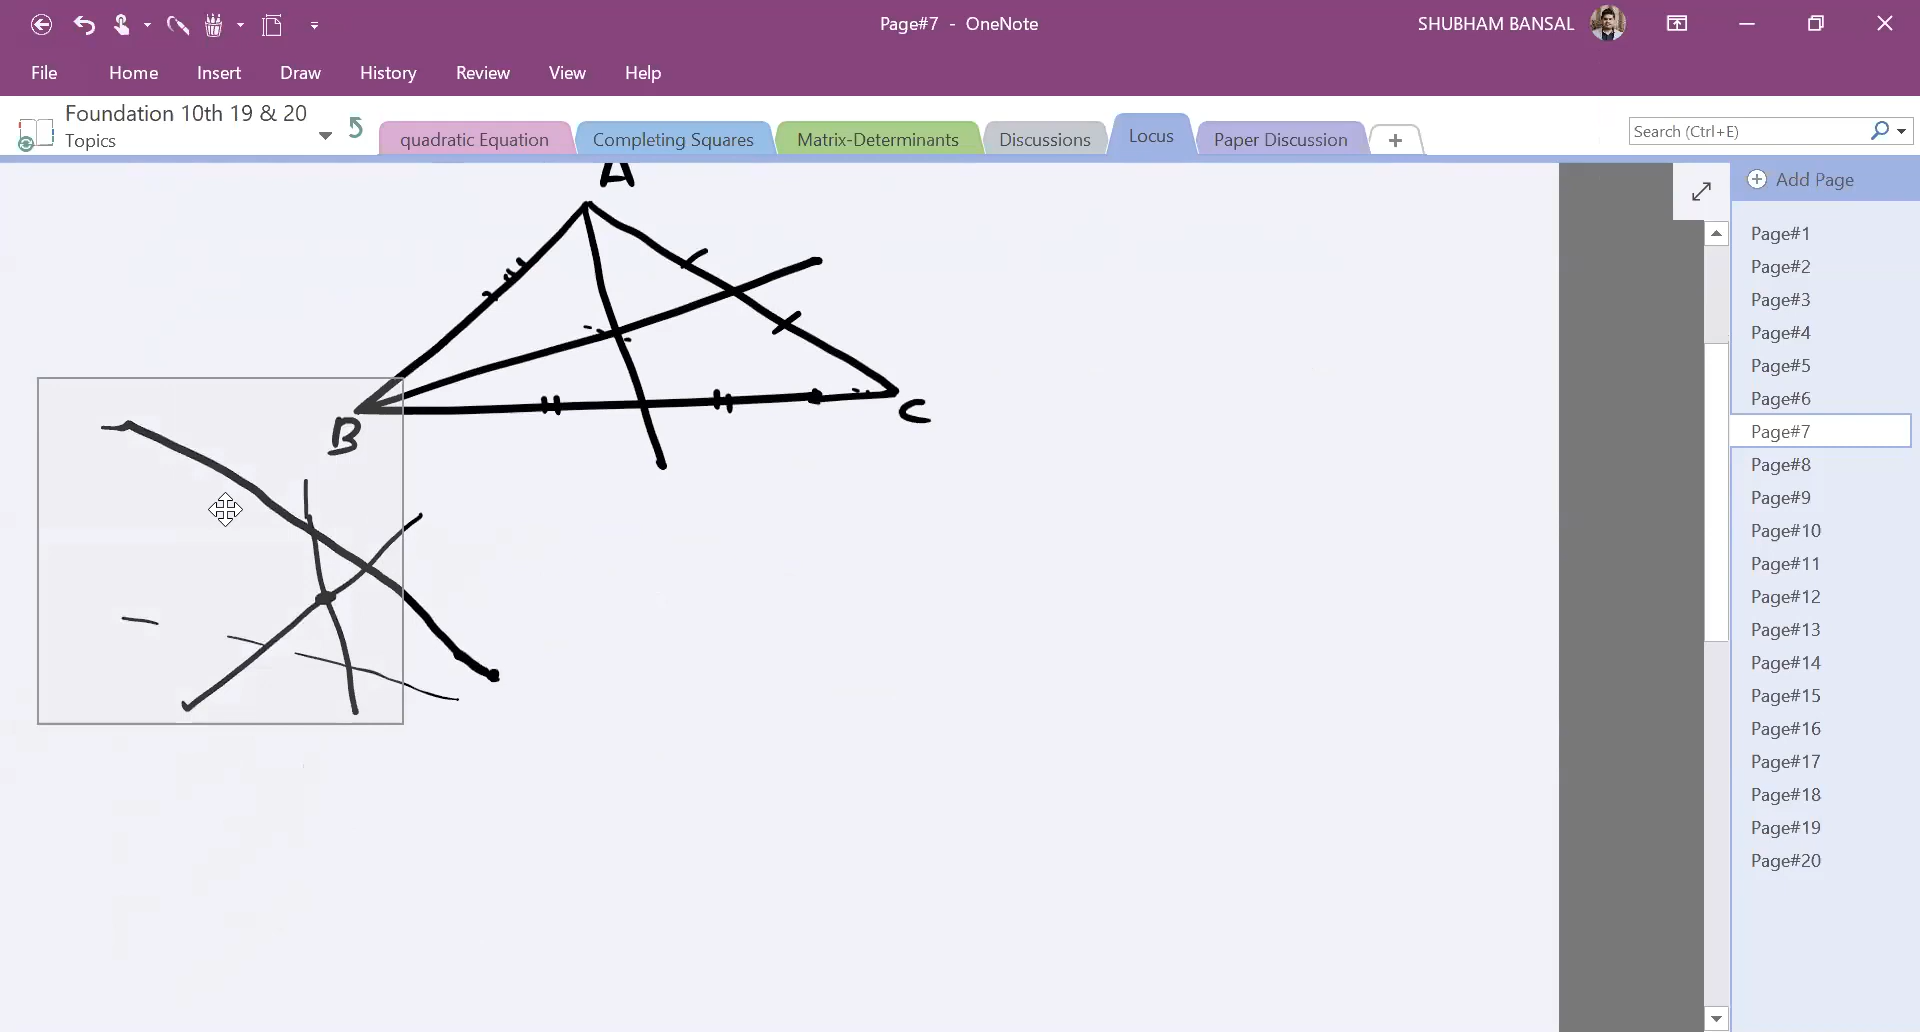 Page#7 - OneNote
SHUBHAM BANSAL
File Home Insert Draw History Review View Help
Foundation 10th 19 & 20
Topics
quadratic Equation
Completing Squares
Matrix-Determinants
Discussions
Locus
Paper Discussion
Search (Ctrl+E)
Add Page
Page#1
Page#2
Page#3
Page#4
Page#5
Page#6
Page#7
Page#8
Page#9
Page#10
Page#11
Page#12
Page#13
Page#14
Page#15
Page#16
Page#17
Page#18
Page#19
Page#20
A
B
C